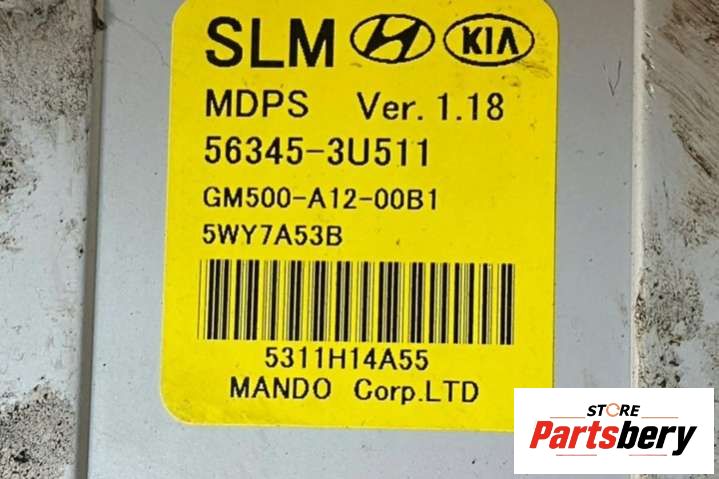 SLM KIA
MDPS Ver. 1.18
56345-3U511
GM500-A12-00B1
5WY7A53B
5311H14A55
MANDO Corp.LTD
STORE
Partsbery